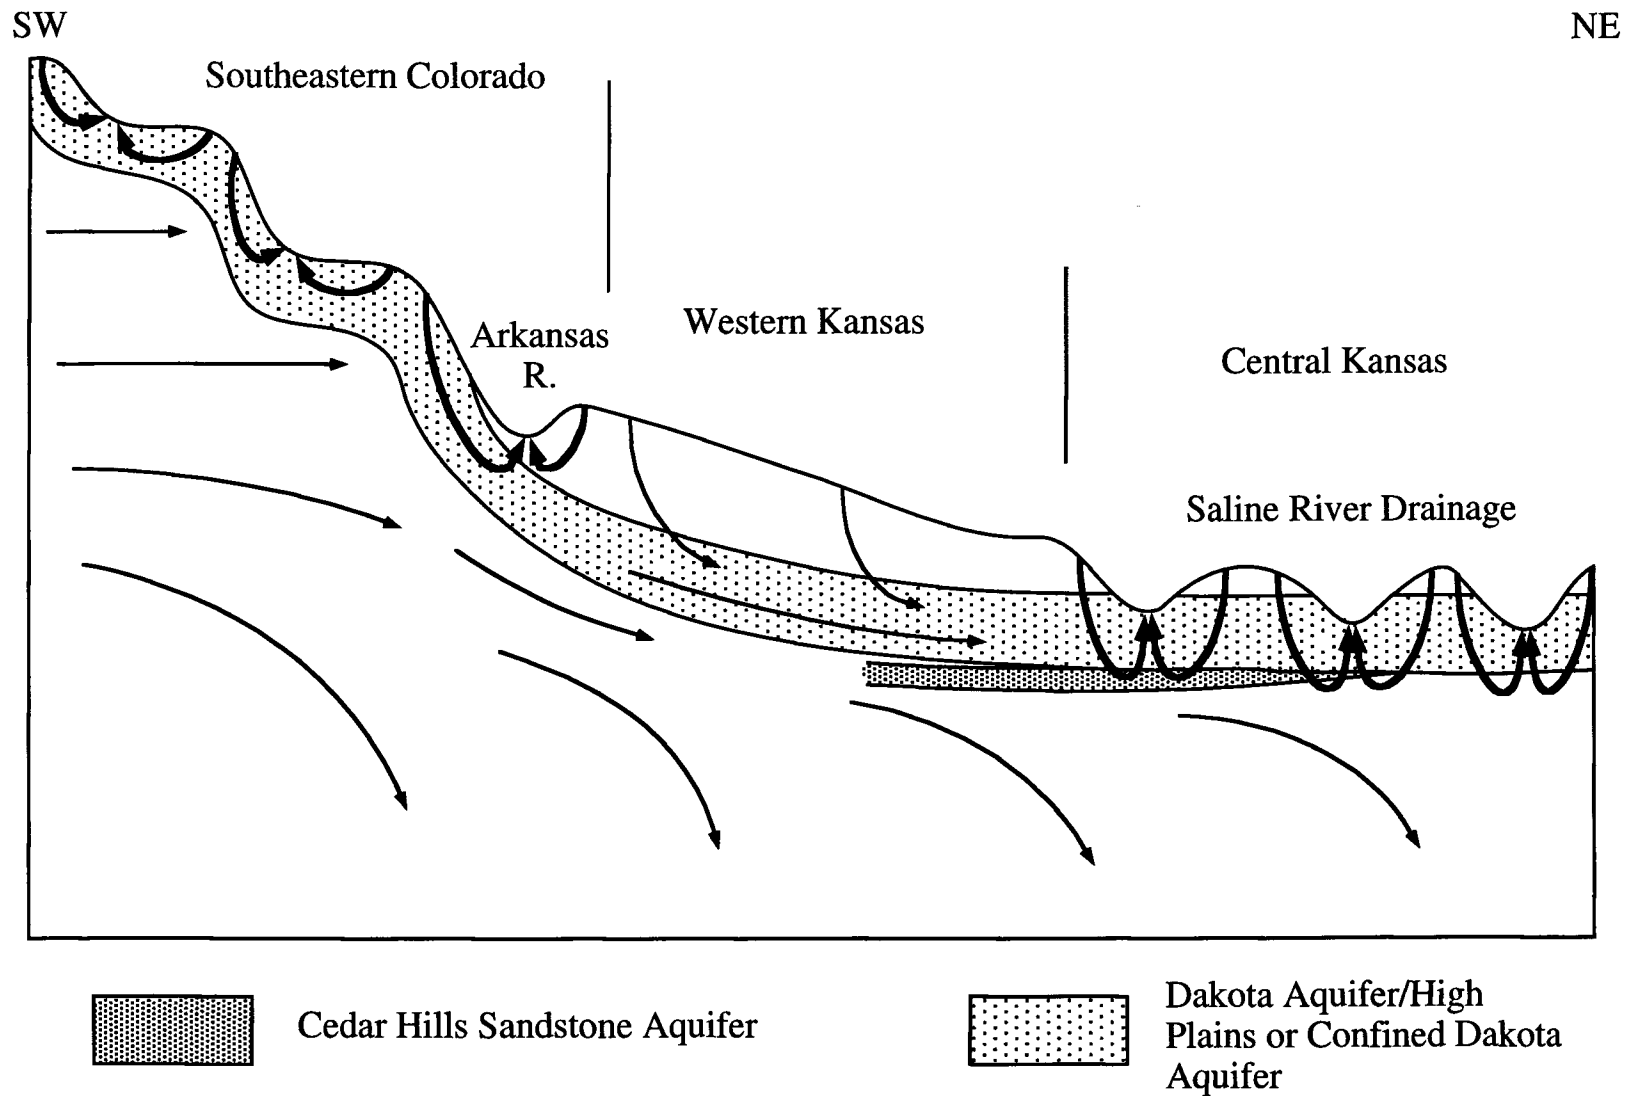 SW
NE
Southeastern Colorado
Arkansas
R.
Western Kansas
Central Kansas
Saline River Drainage
Cedar Hills Sandstone Aquifer
Dakota Aquifer/High
Plains or Confined Dakota
Aquifer